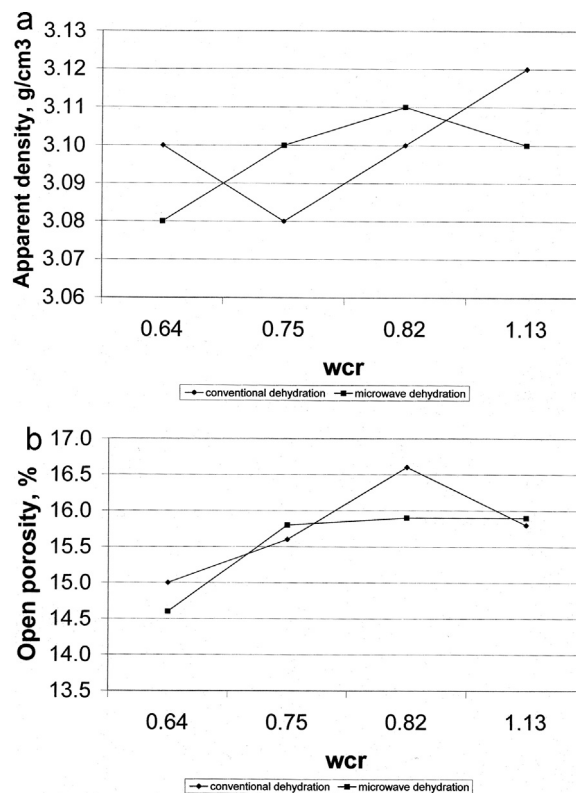 a
Apparent density, g/cm3
3.13
3.12
3.11
3.10
3.09
3.08
3.07
3.06
0.64 0.75 0.82 1.13
wcr
conventional dehydration microwave dehydration
b
Open porosity, %
17.0
16.5
16.0
15.5
15.0
14.5
14.0
13.5
0.64 0.75 0.82 1.13
wcr
conventional dehydration microwave dehydration